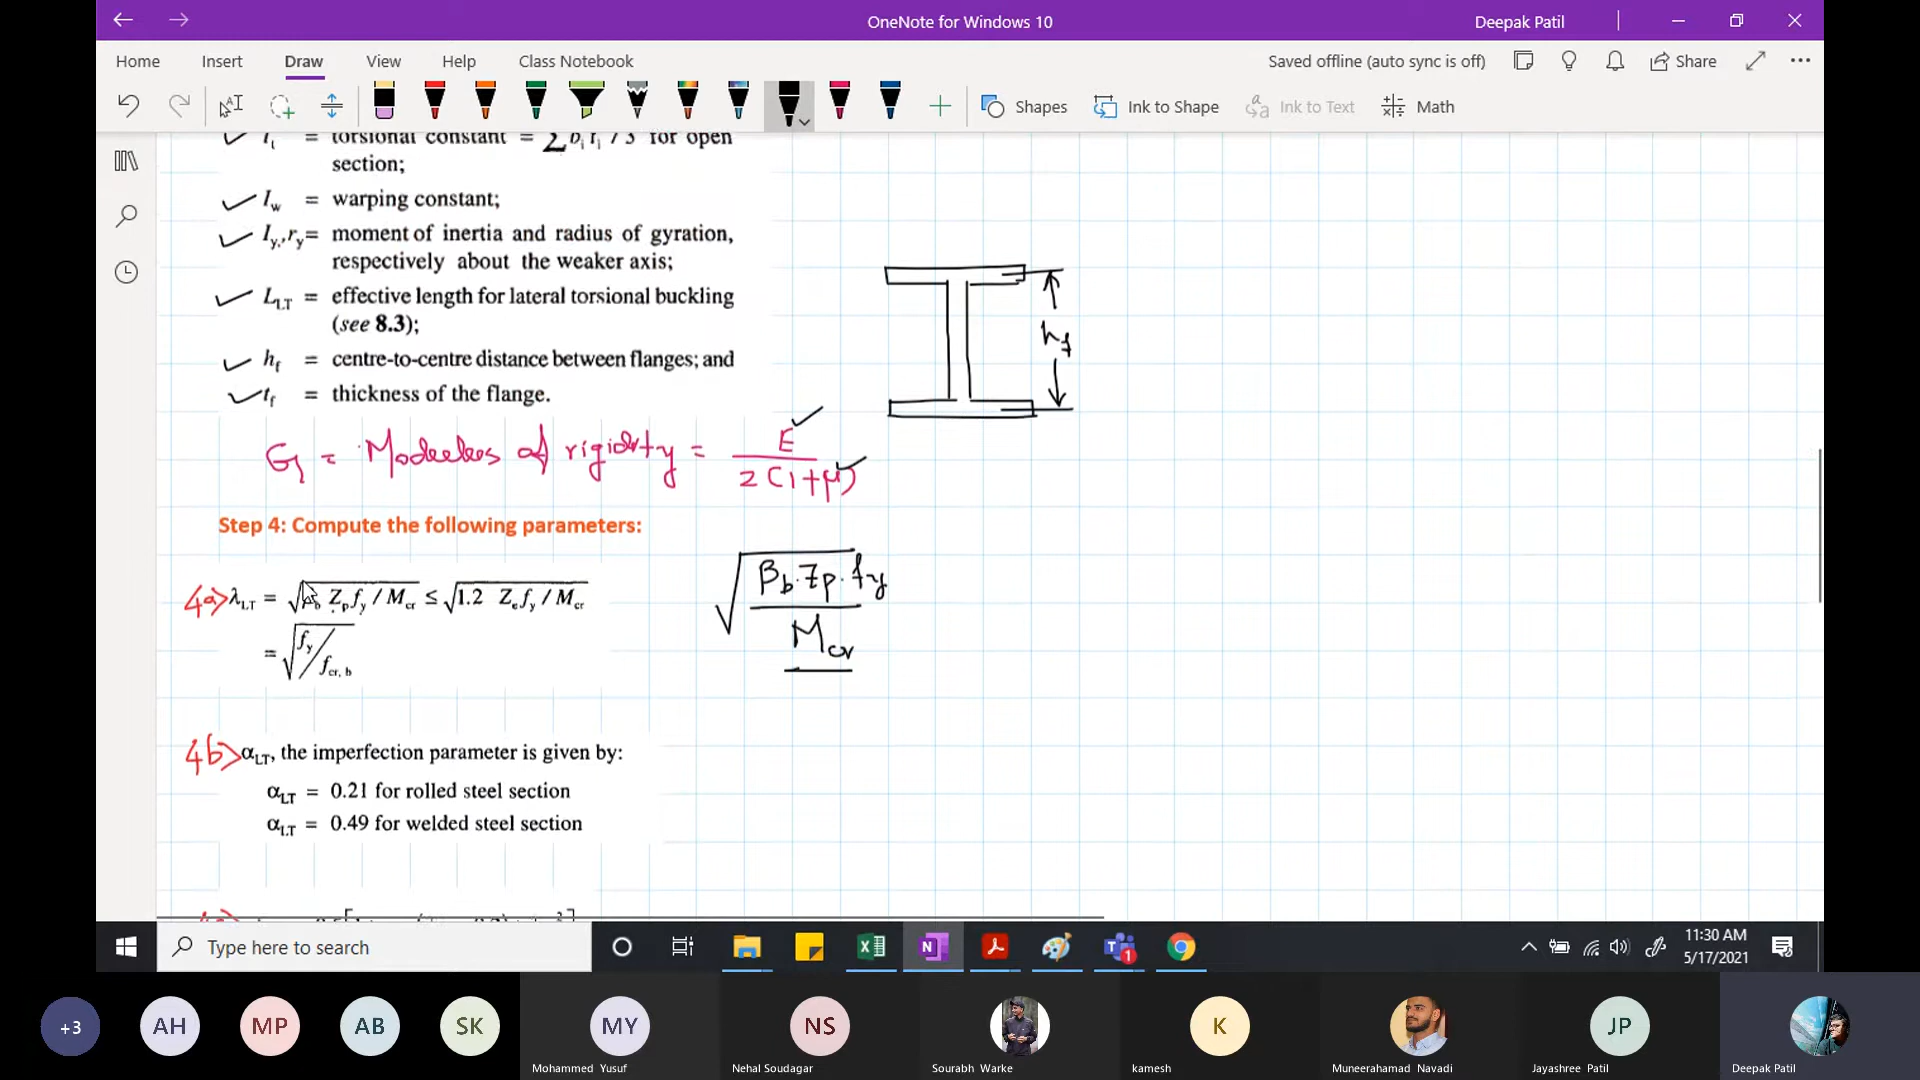 OneNote for Windows 10
Deepak Patil
Home Insert Draw View Help Class Notebook
Saved offline (auto sync is off) Share
Shapes Ink to Shape Ink to Text Math
= torsional constant = ∑ bᵢ tᵢ / 3 for open
section;
I_w = warping constant;
I_y, r_y = moment of inertia and radius of gyration,
respectively about the weaker axis;
L_LT = effective length for lateral torsional buckling
(see 8.3);
h_f = centre-to-centre distance between flanges; and
t_f = thickness of the flange.
h_f
G = Modulus of rigidity = E / 2(1+μ)
Step 4: Compute the following parameters:
4a> λ_LT = √(β_b Z_p f_y / M_cr) ≤ √(1.2 Z_e f_y / M_cr)
= √(f_y / f_cr, b)
√(β_b . Z_p . f_y / M_cr)
4b> α_LT, the imperfection parameter is given by:
α_LT = 0.21 for rolled steel section
α_LT = 0.49 for welded steel section
Type here to search
11:30 AM
5/17/2021
+3 AH MP AB SK MY NS K JP
Mohammed Yusuf Nehal Soudagar Sourabh Warke kamesh Muneerahamad Navadi Jayashree Patil Deepak Patil